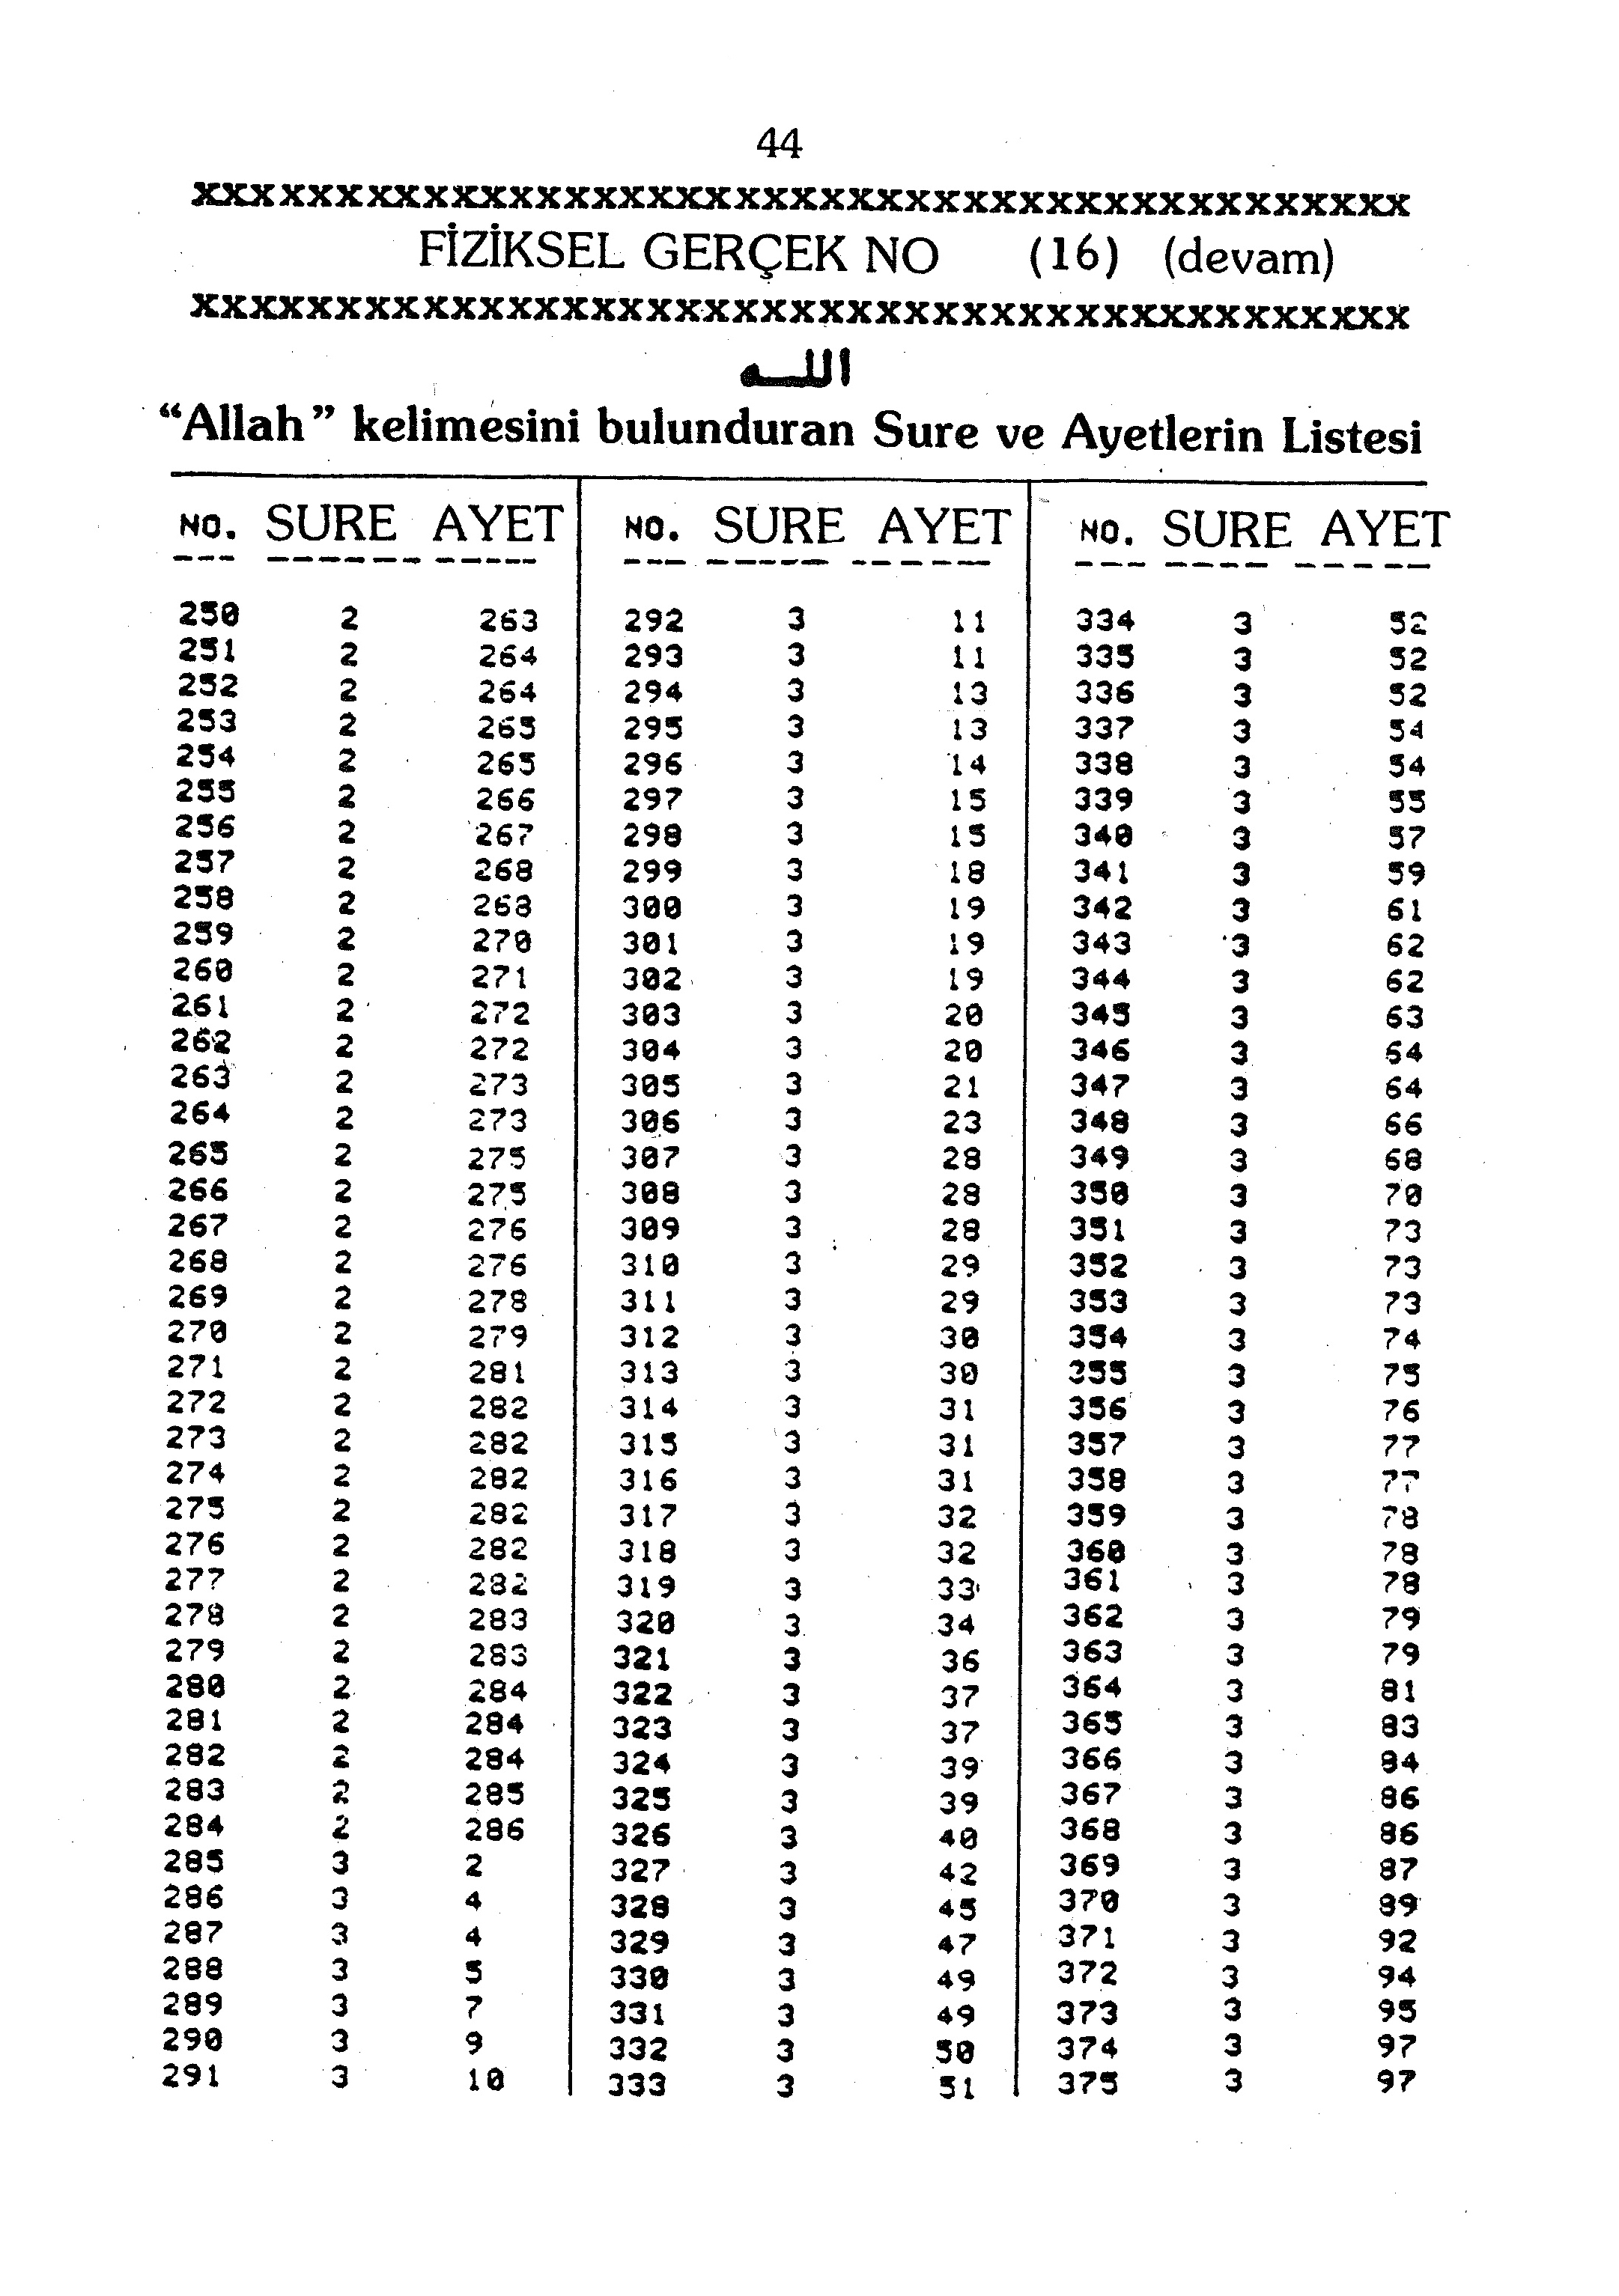 44
XXXXXXXXXXXXXXXXXXXXXXXXXXXXXXXXXXXXXXXXXXX
FİZİKSEL GERÇEK NO (16) (devam)
XXXXXXXXXXXXXXXXXXXXXXXXXXXXXXXXXXXXXXXXXXX
اللـه
“Allah” kelimesini bulunduran Sure ve Ayetlerin Listesi
NO. SURE AYET NO. SURE AYET NO. SURE AYET
250 2 263 292 3 11 334 3 52
251 2 264 293 3 11 335 3 52
252 2 264 294 3 13 336 3 52
253 2 265 295 3 13 337 3 54
254 2 265 296 3 14 338 3 54
255 2 266 297 3 15 339 3 55
256 2 267 298 3 15 340 3 57
257 2 268 299 3 18 341 3 59
258 2 268 300 3 19 342 3 61
259 2 270 301 3 19 343 3 62
260 2 271 302 3 19 344 3 62
261 2 272 303 3 20 345 3 63
262 2 272 304 3 20 346 3 64
263 2 273 305 3 21 347 3 64
264 2 273 306 3 23 348 3 66
265 2 275 307 3 28 349 3 68
266 2 275 308 3 28 350 3 70
267 2 276 309 3 28 351 3 73
268 2 276 310 3 29 352 3 73
269 2 278 311 3 29 353 3 73
270 2 279 312 3 30 354 3 74
271 2 281 313 3 30 355 3 75
272 2 282 314 3 31 356 3 76
273 2 282 315 3 31 357 3 77
274 2 282 316 3 31 358 3 77
275 2 282 317 3 32 359 3 78
276 2 282 318 3 32 360 3 78
277 2 282 319 3 33 361 3 78
278 2 283 320 3 34 362 3 79
279 2 283 321 3 36 363 3 79
280 2 284 322 3 37 364 3 81
281 2 284 323 3 37 365 3 83
282 2 284 324 3 39 366 3 84
283 2 285 325 3 39 367 3 86
284 2 286 326 3 40 368 3 86
285 3 2 327 3 42 369 3 87
286 3 4 328 3 45 370 3 89
287 3 4 329 3 47 371 3 92
288 3 5 330 3 49 372 3 94
289 3 7 331 3 49 373 3 95
290 3 9 332 3 50 374 3 97
291 3 10 333 3 51 375 3 97